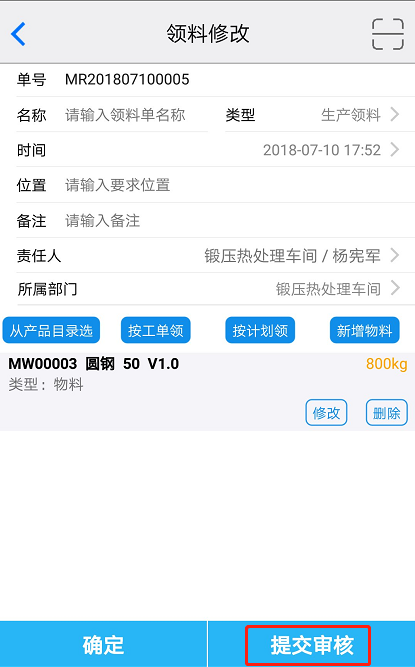 领料修改
单号 MR201807100005
名称 请输入领料单名称 类型 生产领料
时间 2018-07-10 17:52
位置 请输入要求位置
备注 请输入备注
责任人 锻压热处理车间 / 杨宪军
所属部门 锻压热处理车间
从产品目录选 按工单领 按计划领 新增物料
MW00003 圆钢 50 V1.0 800kg
类型：物料
修改 删除
确定 提交审核